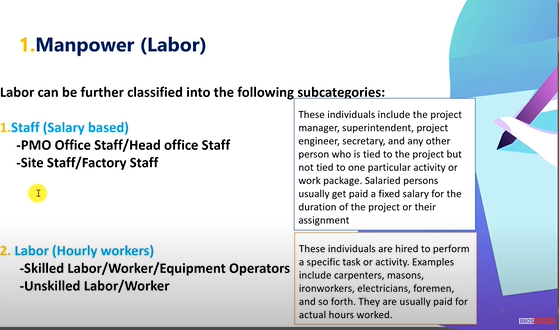 1.Manpower (Labor)
Labor can be further classified into the following subcategories:
1.Staff (Salary based)
-PMO Office Staff/Head office Staff
-Site Staff/Factory Staff
These individuals include the project
manager, superintendent, project
engineer, secretary, and any other
person who is tied to the project but
not tied to one particular activity or
work package. Salaried persons
usually get paid a fixed salary for the
duration of the project or their
assignment
2. Labor (Hourly workers)
-Skilled Labor/Worker/Equipment Operators
-Unskilled Labor/Worker
These individuals are hired to perform
a specific task or activity. Examples
include carpenters, masons,
ironworkers, electricians, foremen,
and so forth. They are usually paid for
actual hours worked.